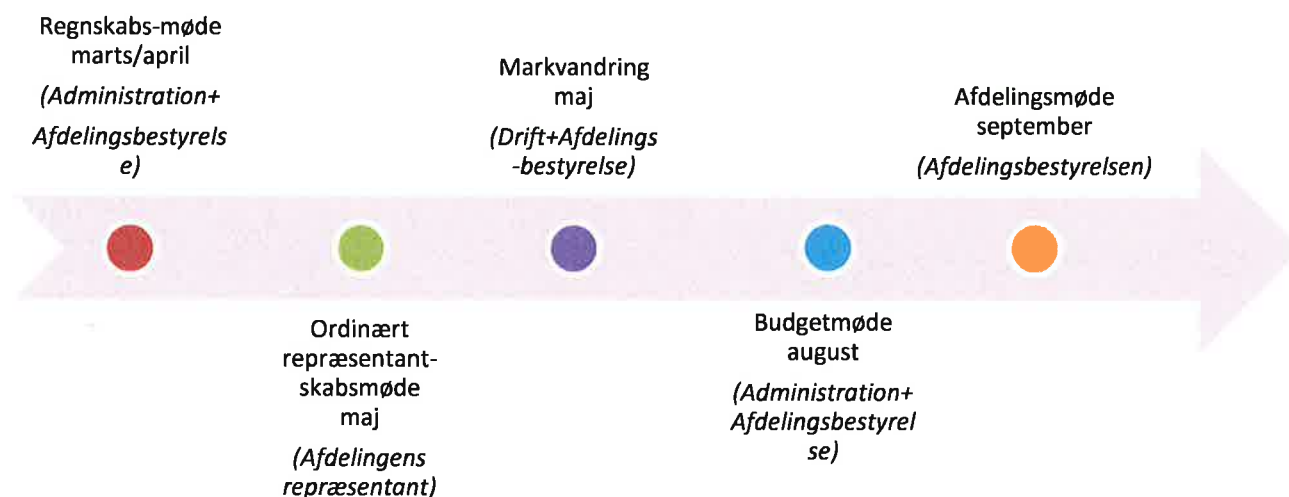 Regnskabs-møde
marts/april
(Administration+
Afdelingsbestyrels
e)
Ordinært
repræsentant-
skabsmøde
maj
(Afdelingens
repræsentant)
Markvandring
maj
(Drift+Afdelings
-bestyrelse)
Budgetmøde
august
(Administration+
Afdelingsbestyrel
se)
Afdelingsmøde
september
(Afdelingsbestyrelsen)